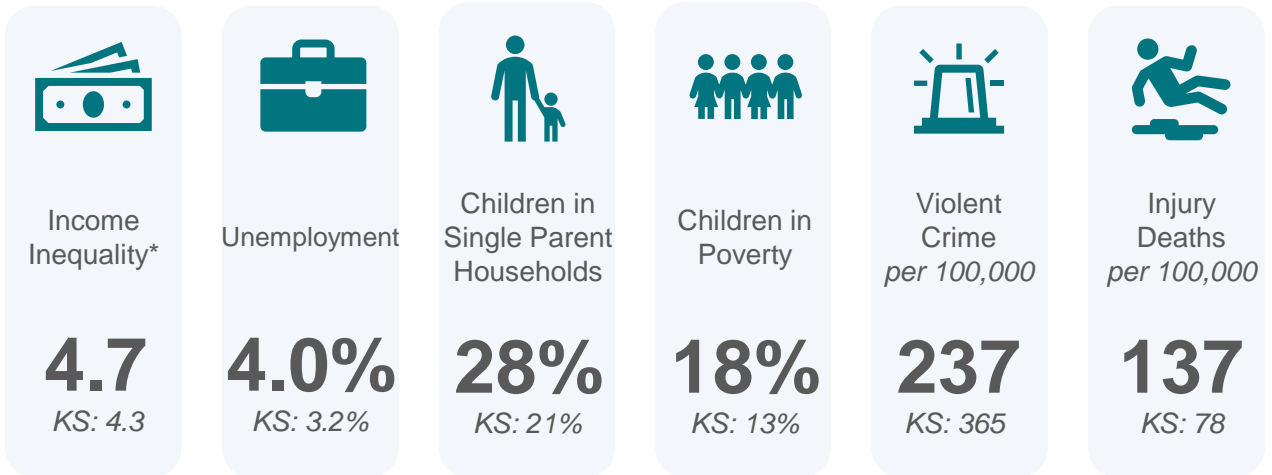 Income
Inequality*
4.7
KS: 4.3
Unemployment
4.0%
KS: 3.2%
Children in
Single Parent
Households
28%
KS: 21%
Children in
Poverty
18%
KS: 13%
Violent
Crime
per 100,000
237
KS: 365
Injury
Deaths
per 100,000
137
KS: 78